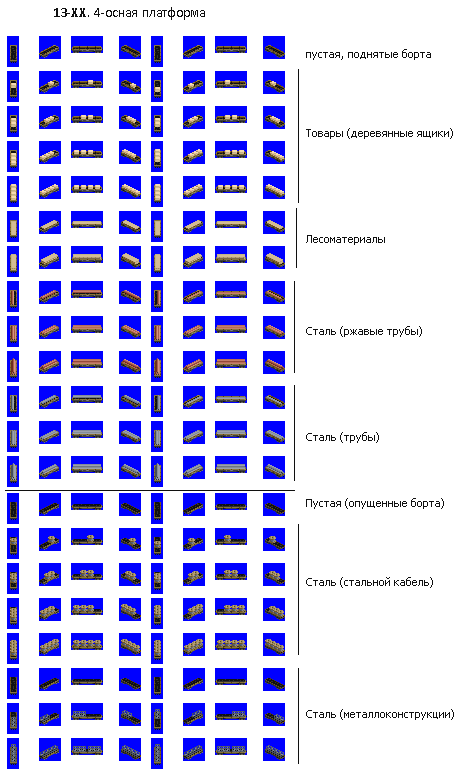 13-XX. 4-осная платформа
пустая, поднятые борта
Товары (деревянные ящики)
Лесоматериалы
Сталь (ржавые трубы)
Сталь (трубы)
Пустая (опущенные борта)
Сталь (стальной кабель)
Сталь (металлоконструкции)